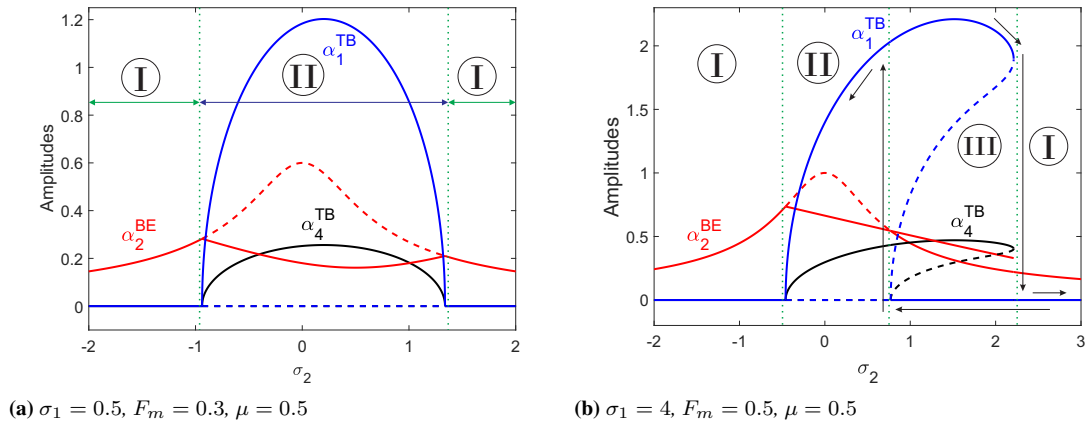 1.2
1
0.8
0.6
0.4
0.2
0
Amplitudes
I
II
I
α₁ᵀᴮ
α₂ᴮᴱ
α₄ᵀᴮ
-2 -1 0 1 2
σ₂
(a) σ₁ = 0.5, Fₘ = 0.3, μ = 0.5
2
1.5
1
0.5
0
Amplitudes
I
II
III
I
α₁ᵀᴮ
α₂ᴮᴱ
α₄ᵀᴮ
-2 -1 0 1 2 3
σ₂
(b) σ₁ = 4, Fₘ = 0.5, μ = 0.5